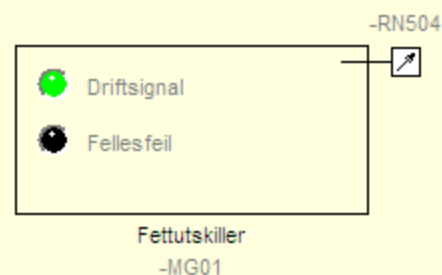 -RN504
Driftsignal
Fellesfeil
Fettutskiller
-MG01